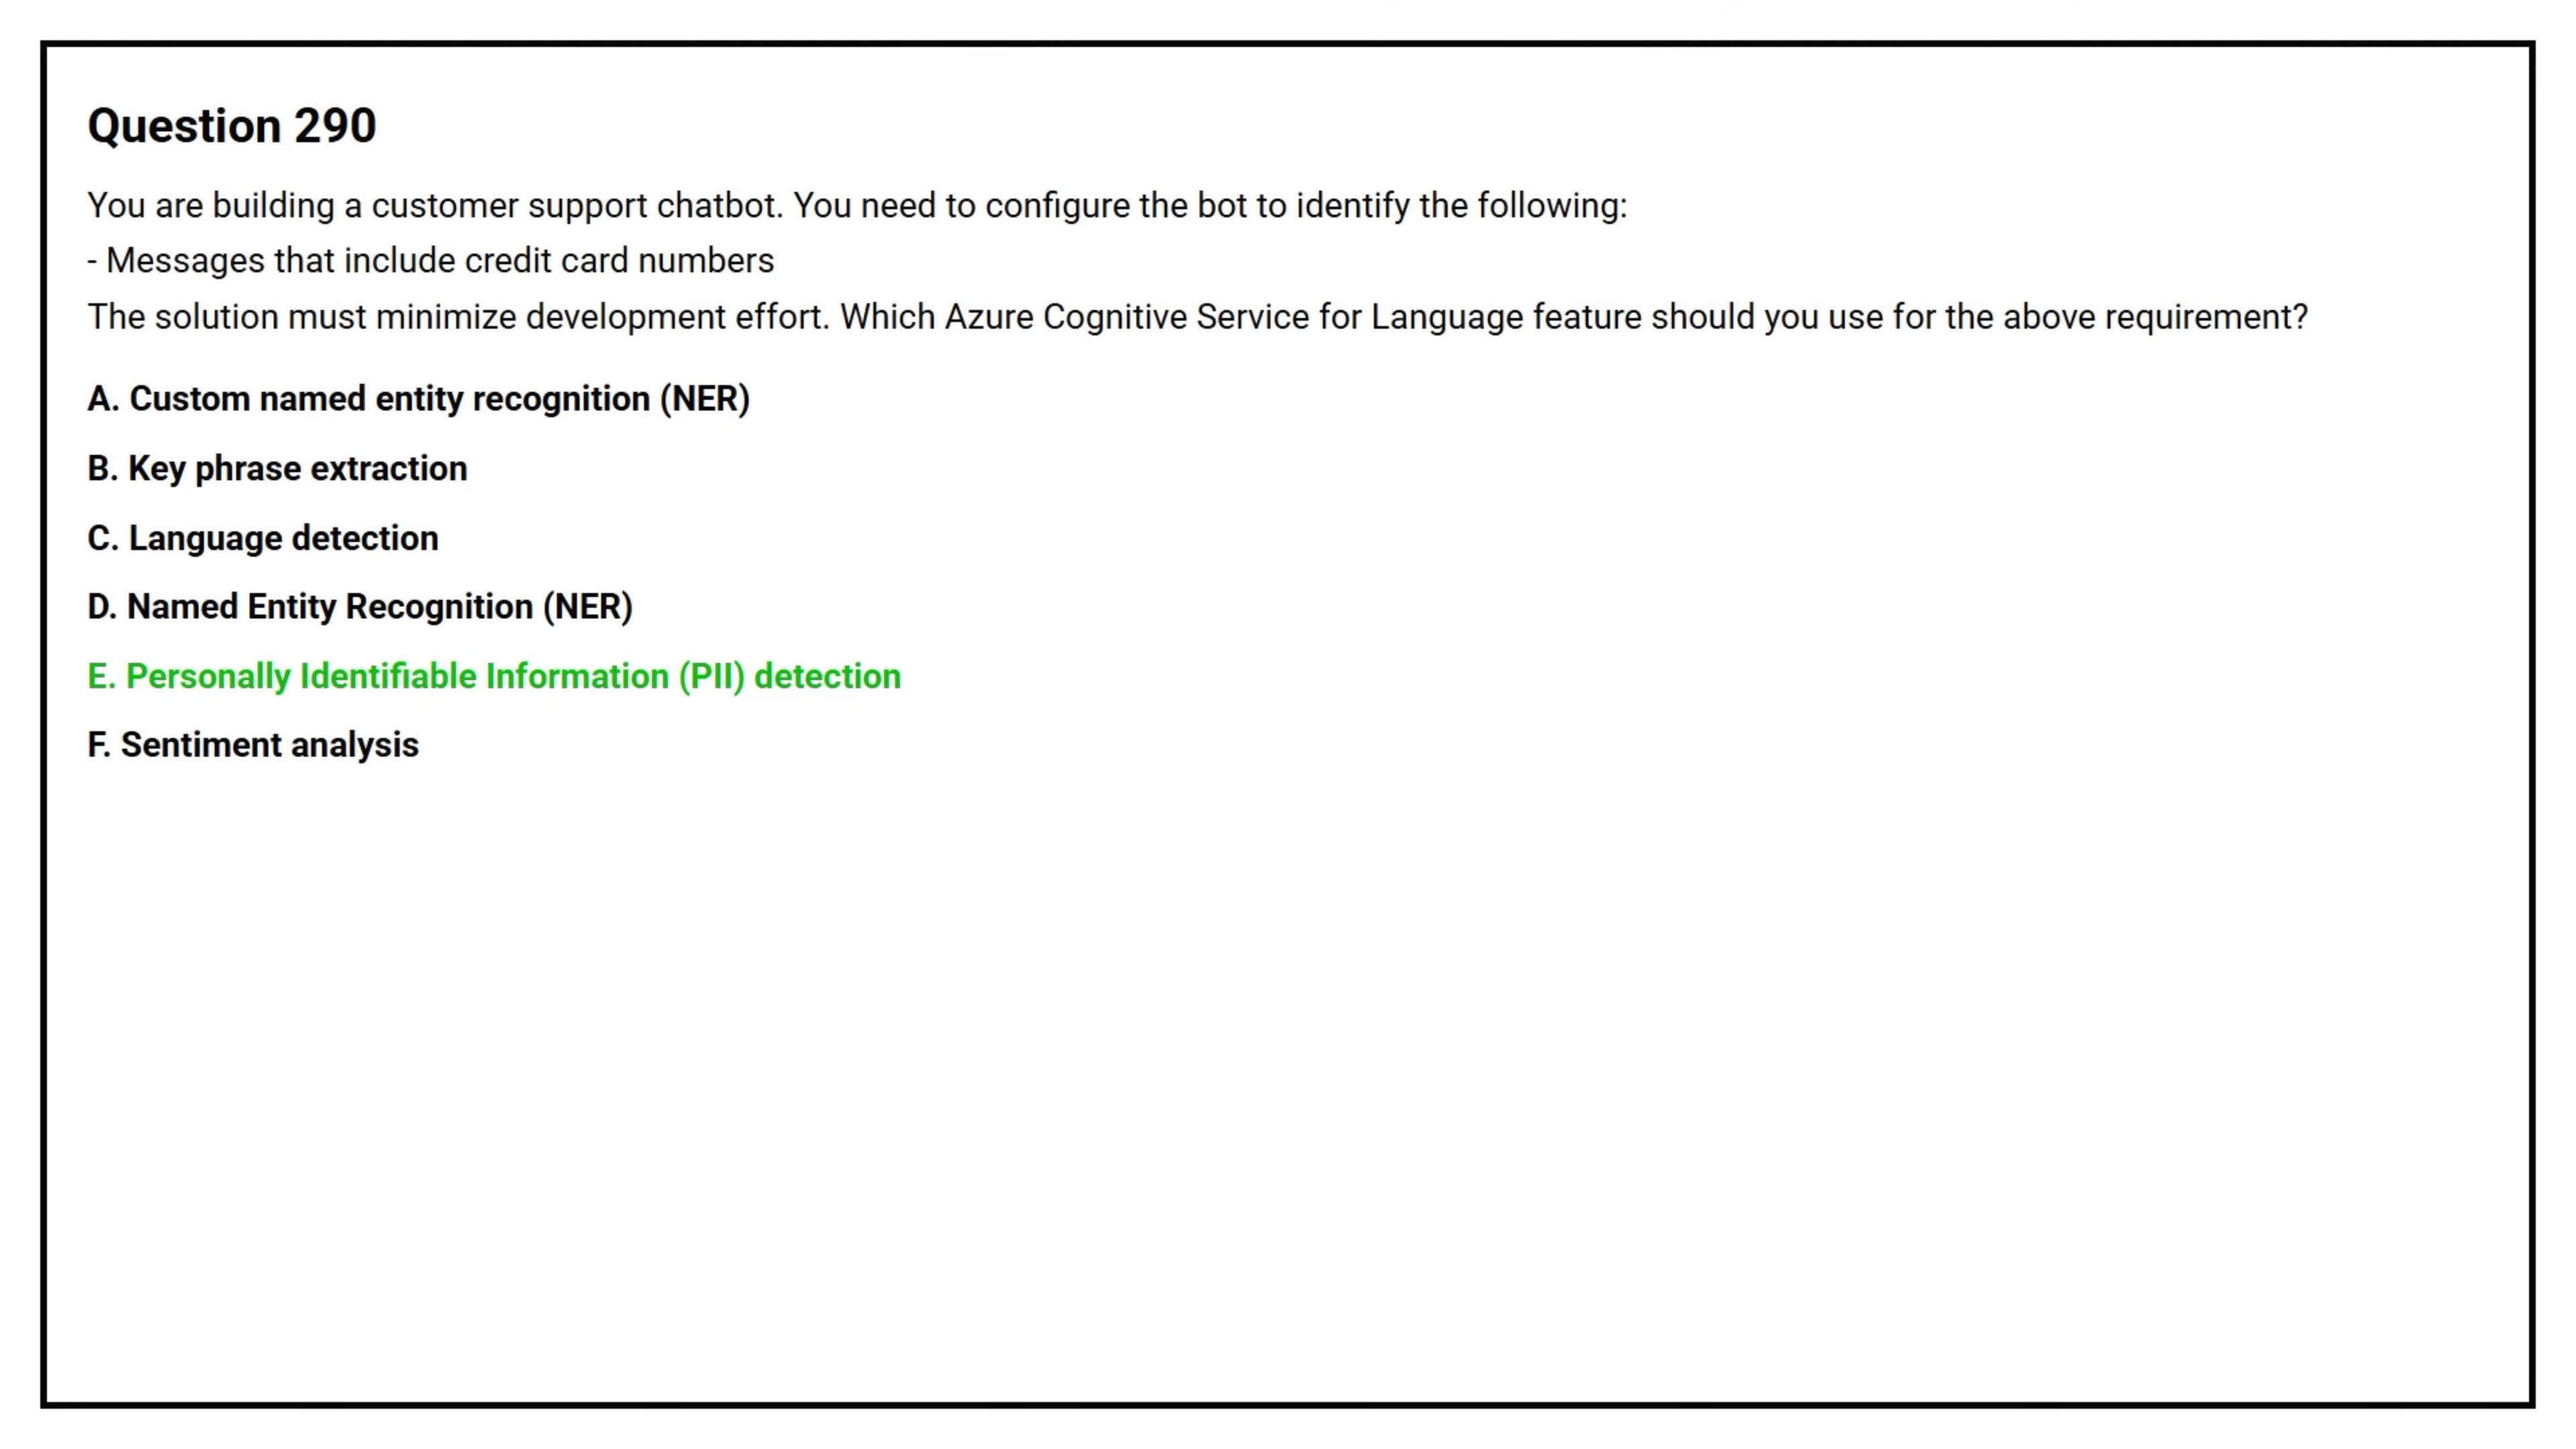 Question 290
You are building a customer support chatbot. You need to configure the bot to identify the following:
- Messages that include credit card numbers
The solution must minimize development effort. Which Azure Cognitive Service for Language feature should you use for the above requirement?
A. Custom named entity recognition (NER)
B. Key phrase extraction
C. Language detection
D. Named Entity Recognition (NER)
E. Personally Identifiable Information (PII) detection
F. Sentiment analysis